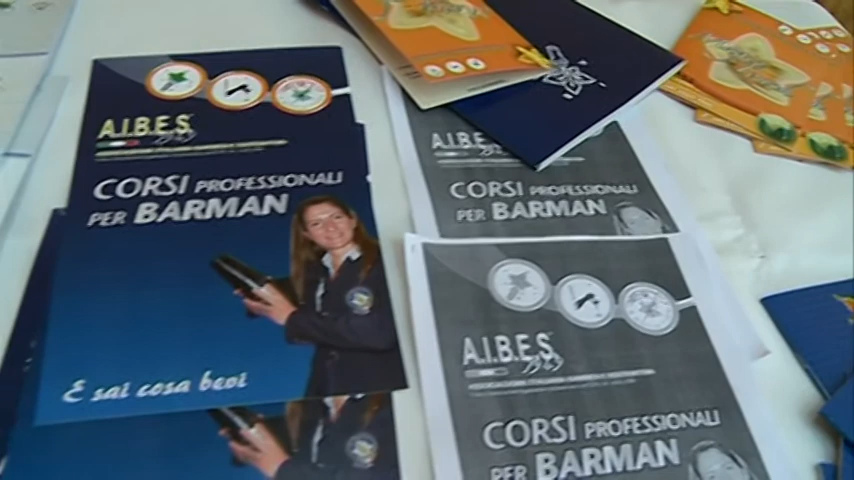 A.I.B.E.S.
CORSI PROFESSIONALI
PER BARMAN
E sai cosa bevi
A.I.B.E.
CORSI PROFESSIONALI
PER BARMAN
A.I.B.E.S.
CORSI PROFESSIONALI
PER BARMAN